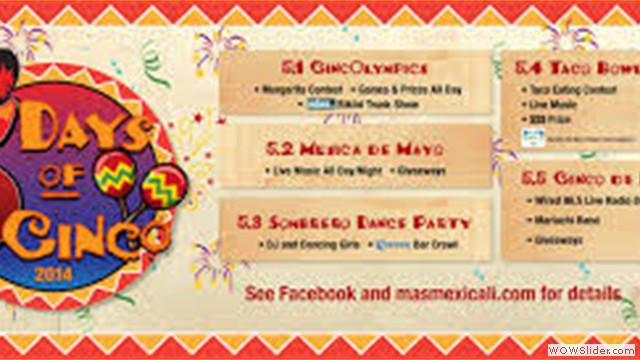 DAYS
OF
CINCO
2014
5.1 CINCOLYMPICS
• Margarita Contest • Games & Prizes All Day
• Bikini Trunk Show
5.2 MUSICA DE MAYO
• Live Music All Day Night • Giveaways
5.3 SOMBRERO DANCE PARTY
• DJ and Dancing Girls • Corona Bar Crawl
5.4 TACO BOW
• Taco Eating Contest
• Live Music
• $$$ Prize
5.5 CINCO DE
• Wired 96.5 Live Radio
• Mariachi Band
• Giveaways
See Facebook and masmexicali.com for details.
WOWSlider.com